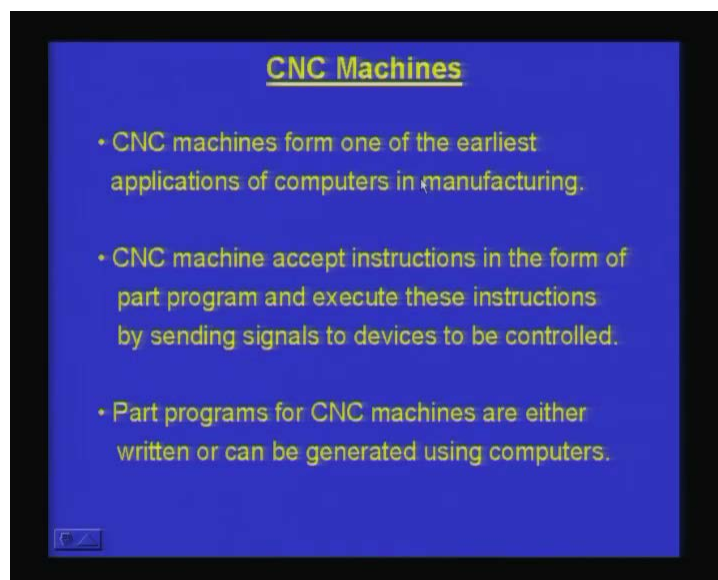 CNC Machines
• CNC machines form one of the earliest
applications of computers in manufacturing.
• CNC machine accept instructions in the form of
part program and execute these instructions
by sending signals to devices to be controlled.
• Part programs for CNC machines are either
written or can be generated using computers.